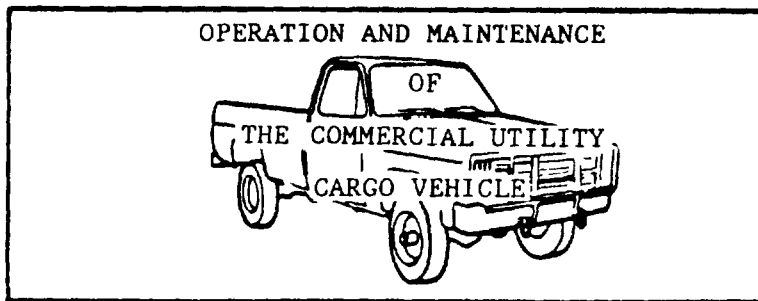 OPERATION AND MAINTENANCE
OF
THE COMMERCIAL UTILITY
CARGO VEHICLE